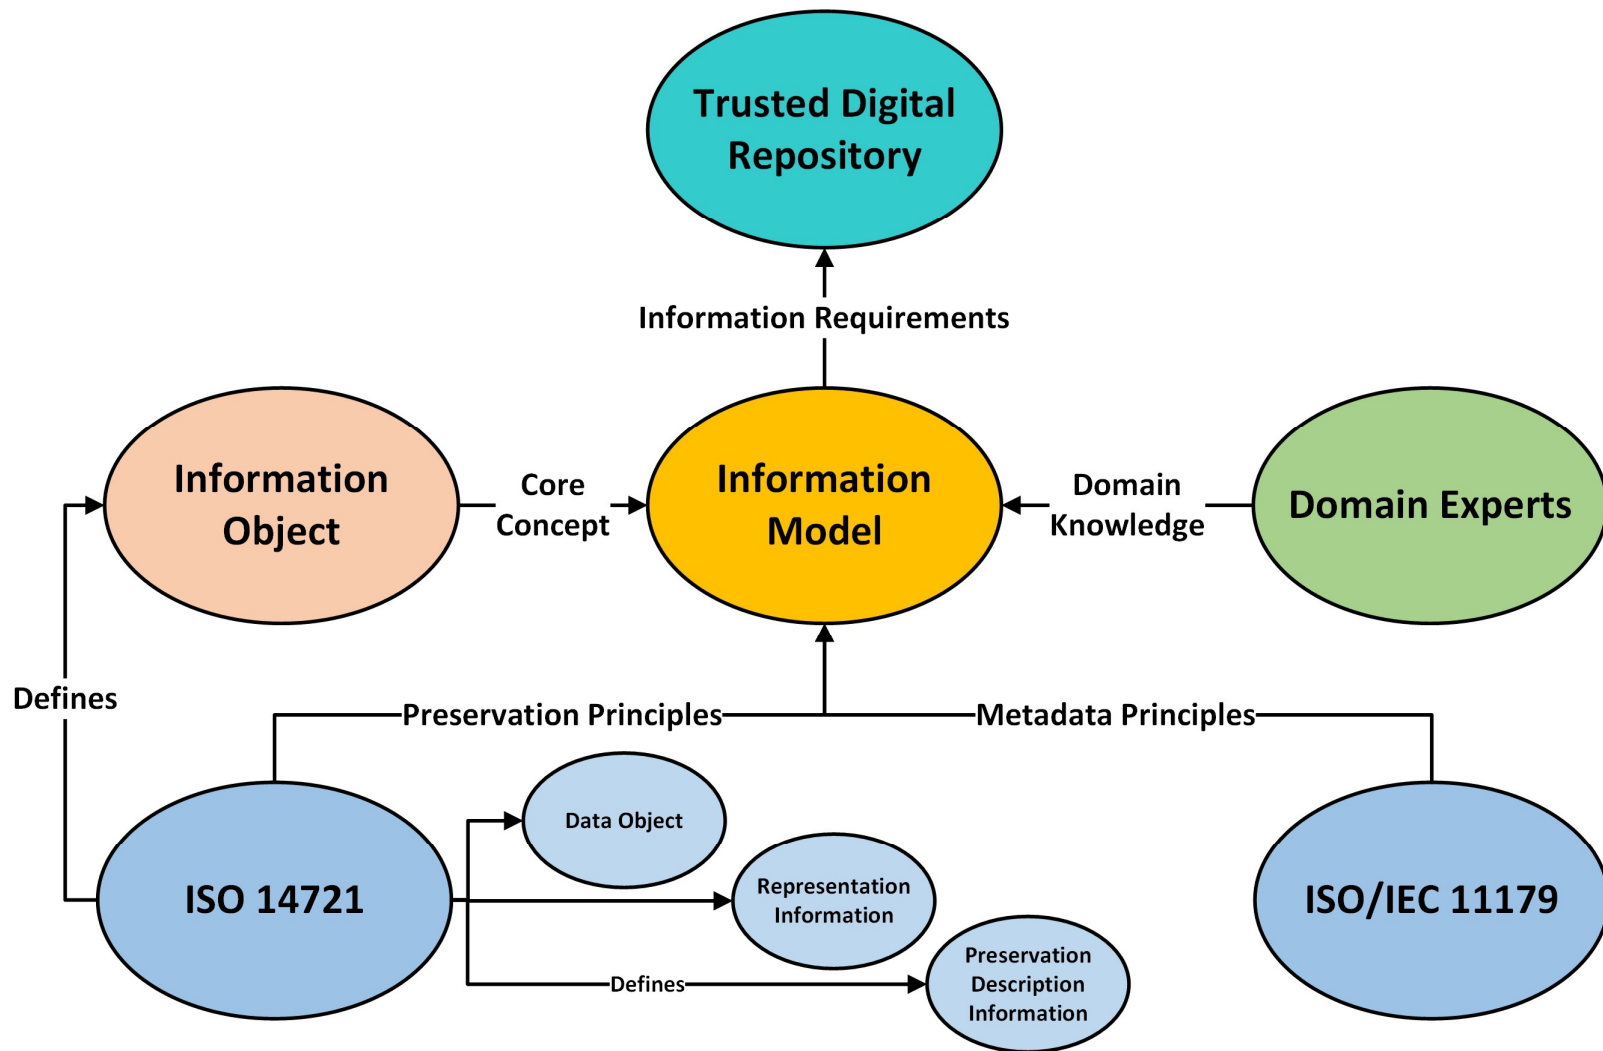 Trusted Digital
Repository
Information Requirements
Information
Object
Core
Concept
Information
Model
Domain
Knowledge
Domain Experts
Defines
Preservation Principles
Metadata Principles
Data Object
ISO 14721
Representation
Information
ISO/IEC 11179
Preservation
Description
Information
Defines